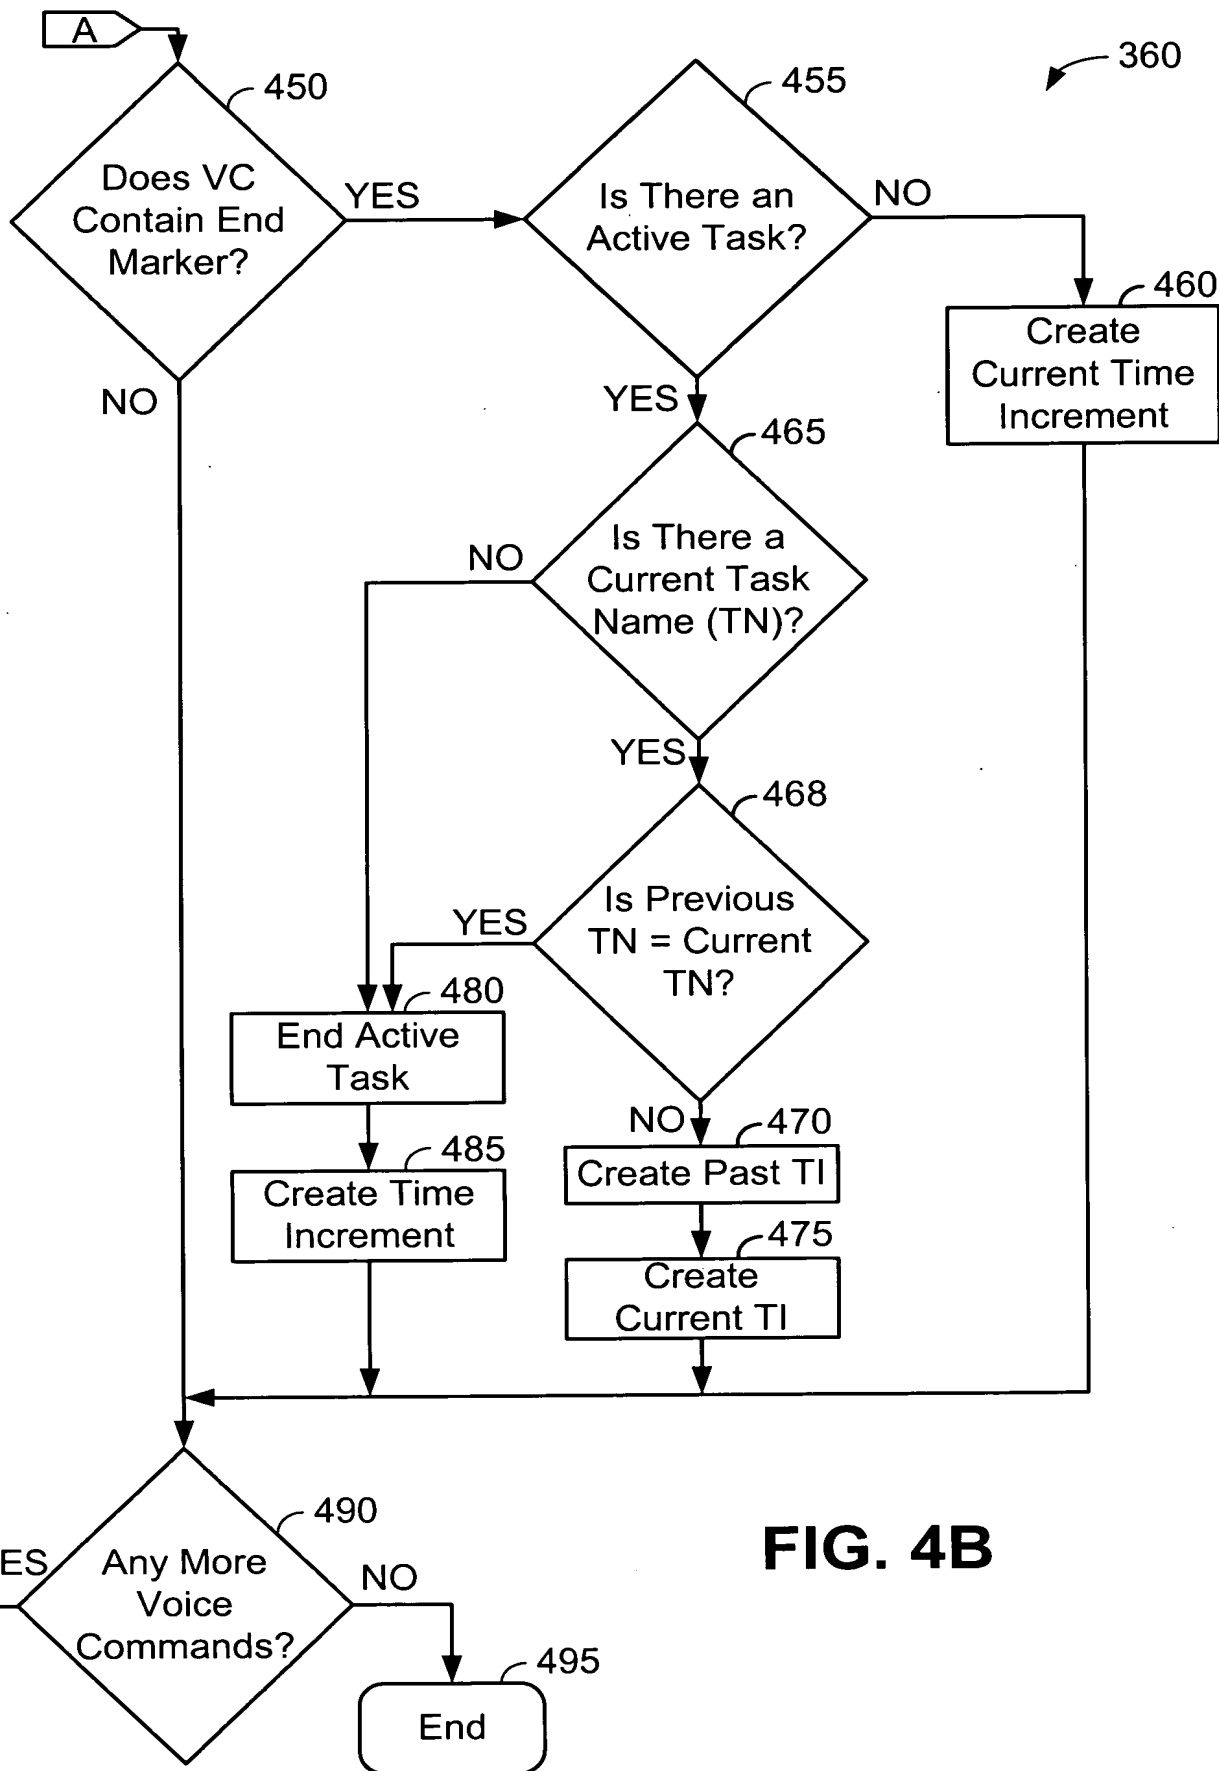 A
360
450
Does VC
Contain End
Marker?
YES
NO
455
Is There an
Active Task?
NO
YES
460
Create
Current Time
Increment
465
Is There a
Current Task
Name (TN)?
NO
YES
468
Is Previous
TN = Current
TN?
YES
NO
480
End Active
Task
470
Create Past TI
485
Create Time
Increment
475
Create
Current TI
490
Any More
Voice
Commands?
ES
NO
495
End
FIG. 4B